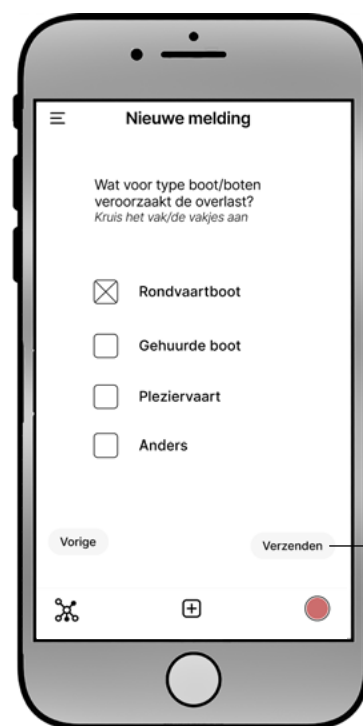 Nieuwe melding
Wat voor type boot/boten
veroorzaakt de overlast?
Kruis het vak/de vakjes aan
Rondvaartboot
Gehuurde boot
Pleziervaart
Anders
Vorige
Verzenden